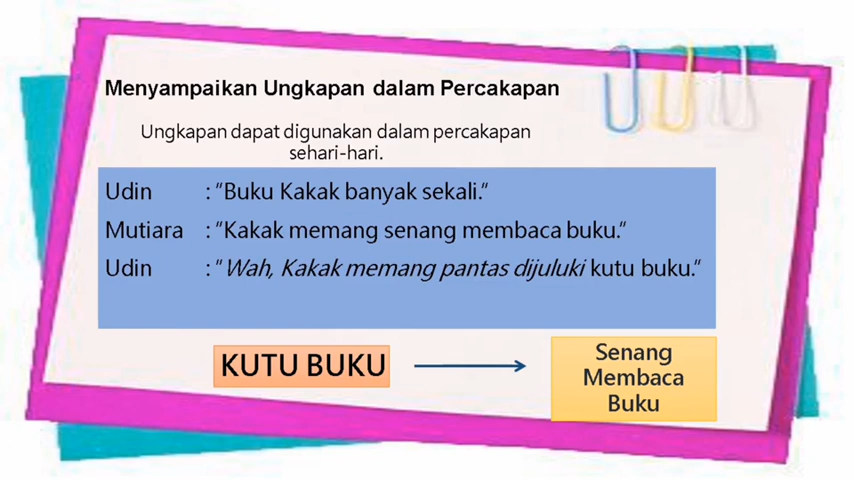 Menyampaikan Ungkapan dalam Percakapan
Ungkapan dapat digunakan dalam percakapan
sehari-hari.
Udin : "Buku Kakak banyak sekali."
Mutiara : "Kakak memang senang membaca buku."
Udin : "Wah, Kakak memang pantas dijuluki kutu buku."
KUTU BUKU
Senang
Membaca
Buku